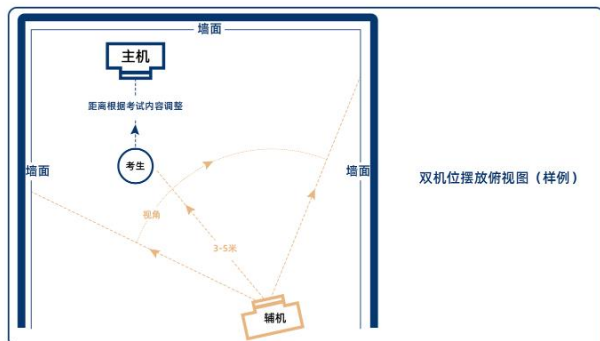 墙面
主机
距离根据考试内容调整
考生
墙面
墙面
双机位摆放俯视图（样例）
视角
3-5米
辅机